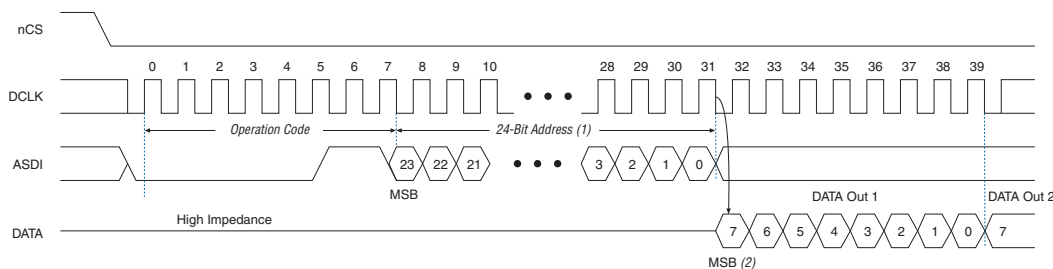 nCS
0 1 2 3 4 5 6 7 8 9 10 28 29 30 31 32 33 34 35 36 37 38 39
DCLK
Operation Code 24-Bit Address (1)
ASDI 23 22 21 3 2 1 0
MSB DATA Out 1 DATA Out 2
High Impedance
DATA 7 6 5 4 3 2 1 0 7
MSB (2)